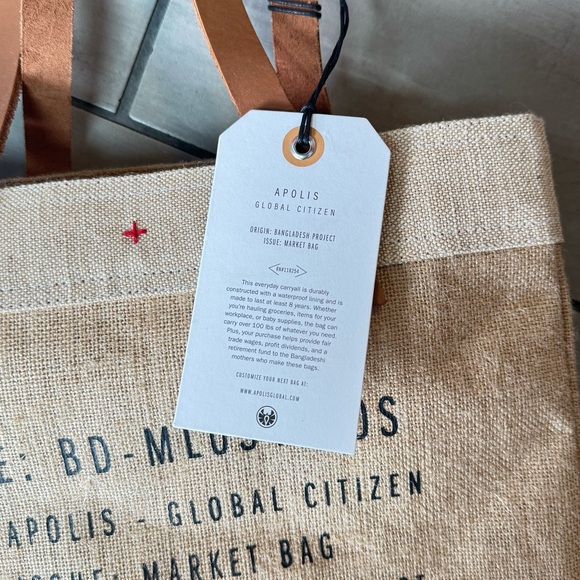 APOLIS
GLOBAL CITIZEN
ORIGIN: BANGLADESH PROJECT
ISSUE: MARKET BAG
This everyday carryall is durably
constructed with a waterproof lining and is
made to last at least 8 years. Whether
you're hauling groceries, items for your
workplace, or baby supplies, the bag can
carry over 100 lbs of whatever you need.
Plus, your purchase helps provide fair
trade wages, profit dividends, and a
retirement fund to the Bangladeshi
mothers who make these bags.
CUSTOMIZE YOUR NEXT BAG AT:
WWW.APOLISGLOBAL.COM
E: BD-MLUS
APOLIS - GLOBAL CITIZEN
SSUE: MARKET BAG